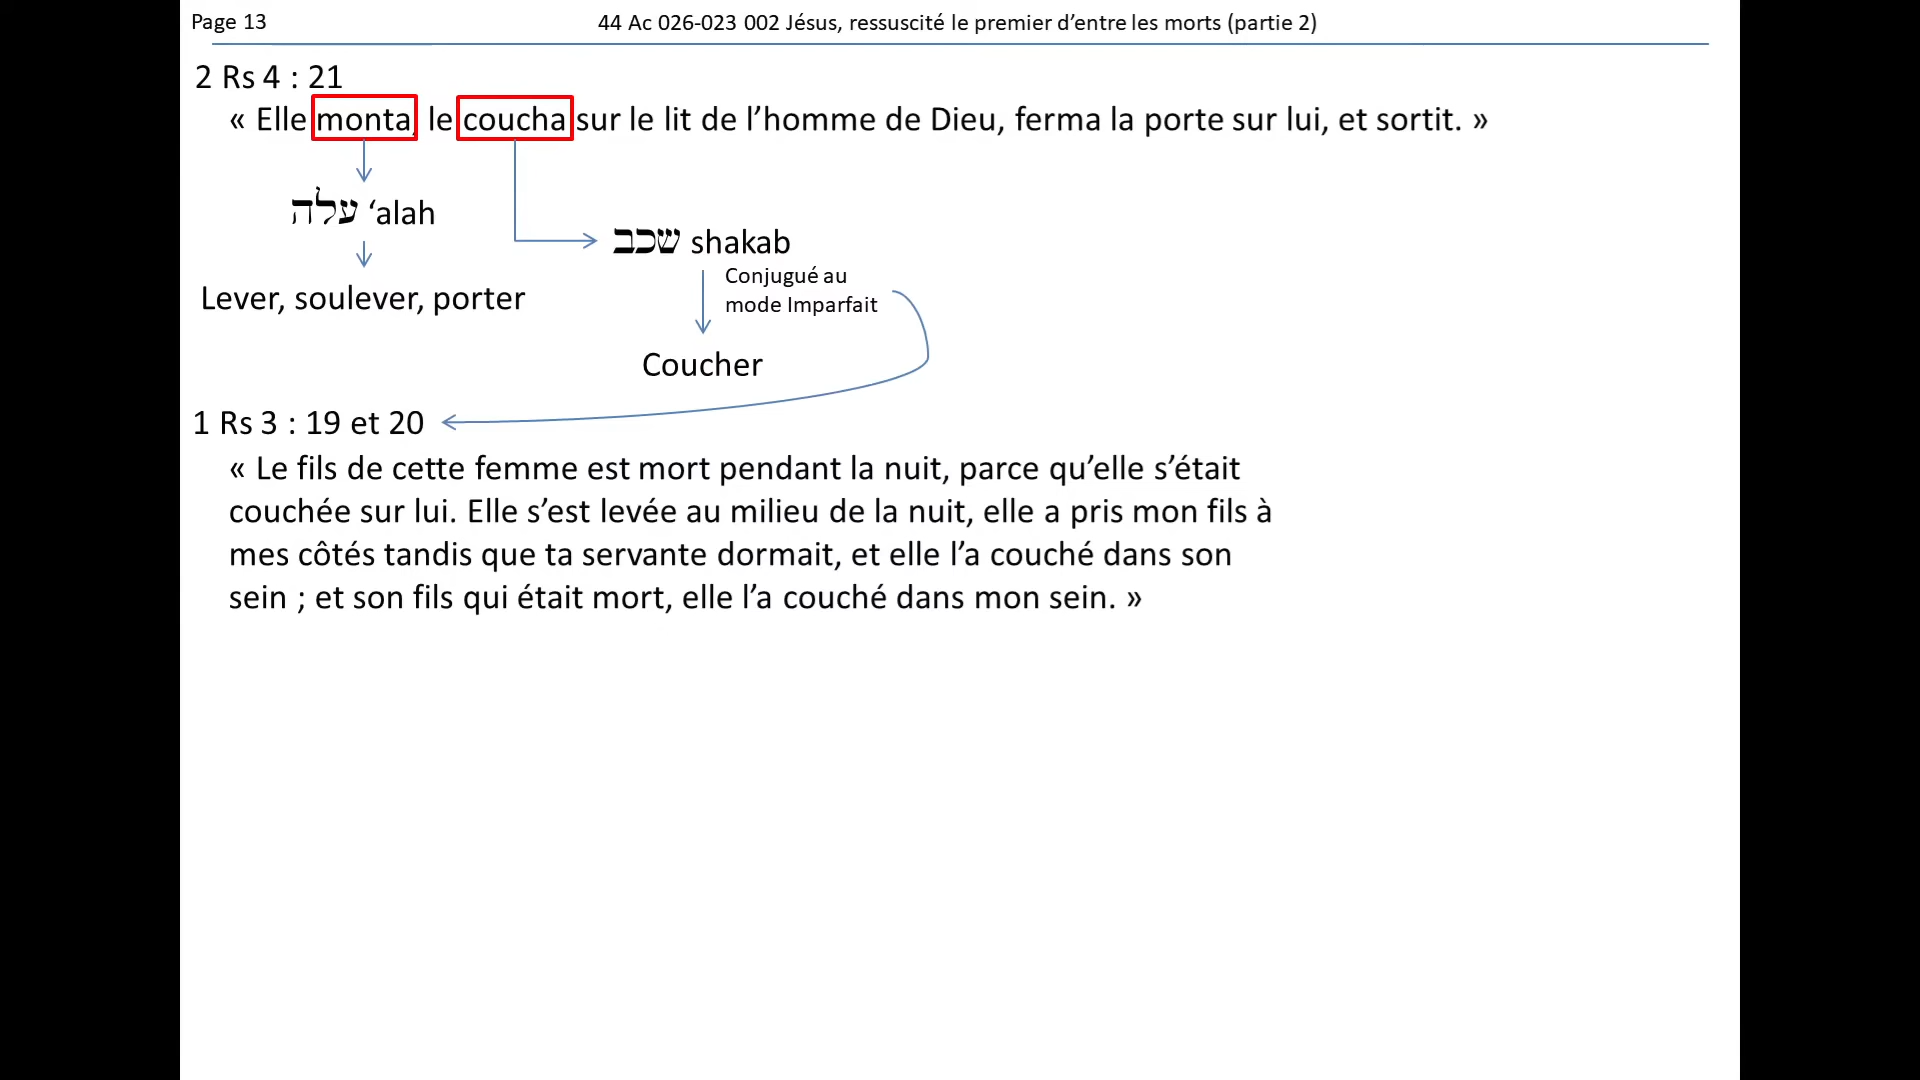 Page 13
44 Ac 026-023 002 Jésus, ressuscité le premier d’entre les morts (partie 2)
2 Rs 4 : 21
« Elle monta, le coucha sur le lit de l’homme de Dieu, ferma la porte sur lui, et sortit. »
עלה ‘alah
שכב shakab
Conjugué au
mode Imparfait
Lever, soulever, porter
Coucher
1 Rs 3 : 19 et 20
« Le fils de cette femme est mort pendant la nuit, parce qu’elle s’était
couchée sur lui. Elle s’est levée au milieu de la nuit, elle a pris mon fils à
mes côtés tandis que ta servante dormait, et elle l’a couché dans son
sein ; et son fils qui était mort, elle l’a couché dans mon sein. »